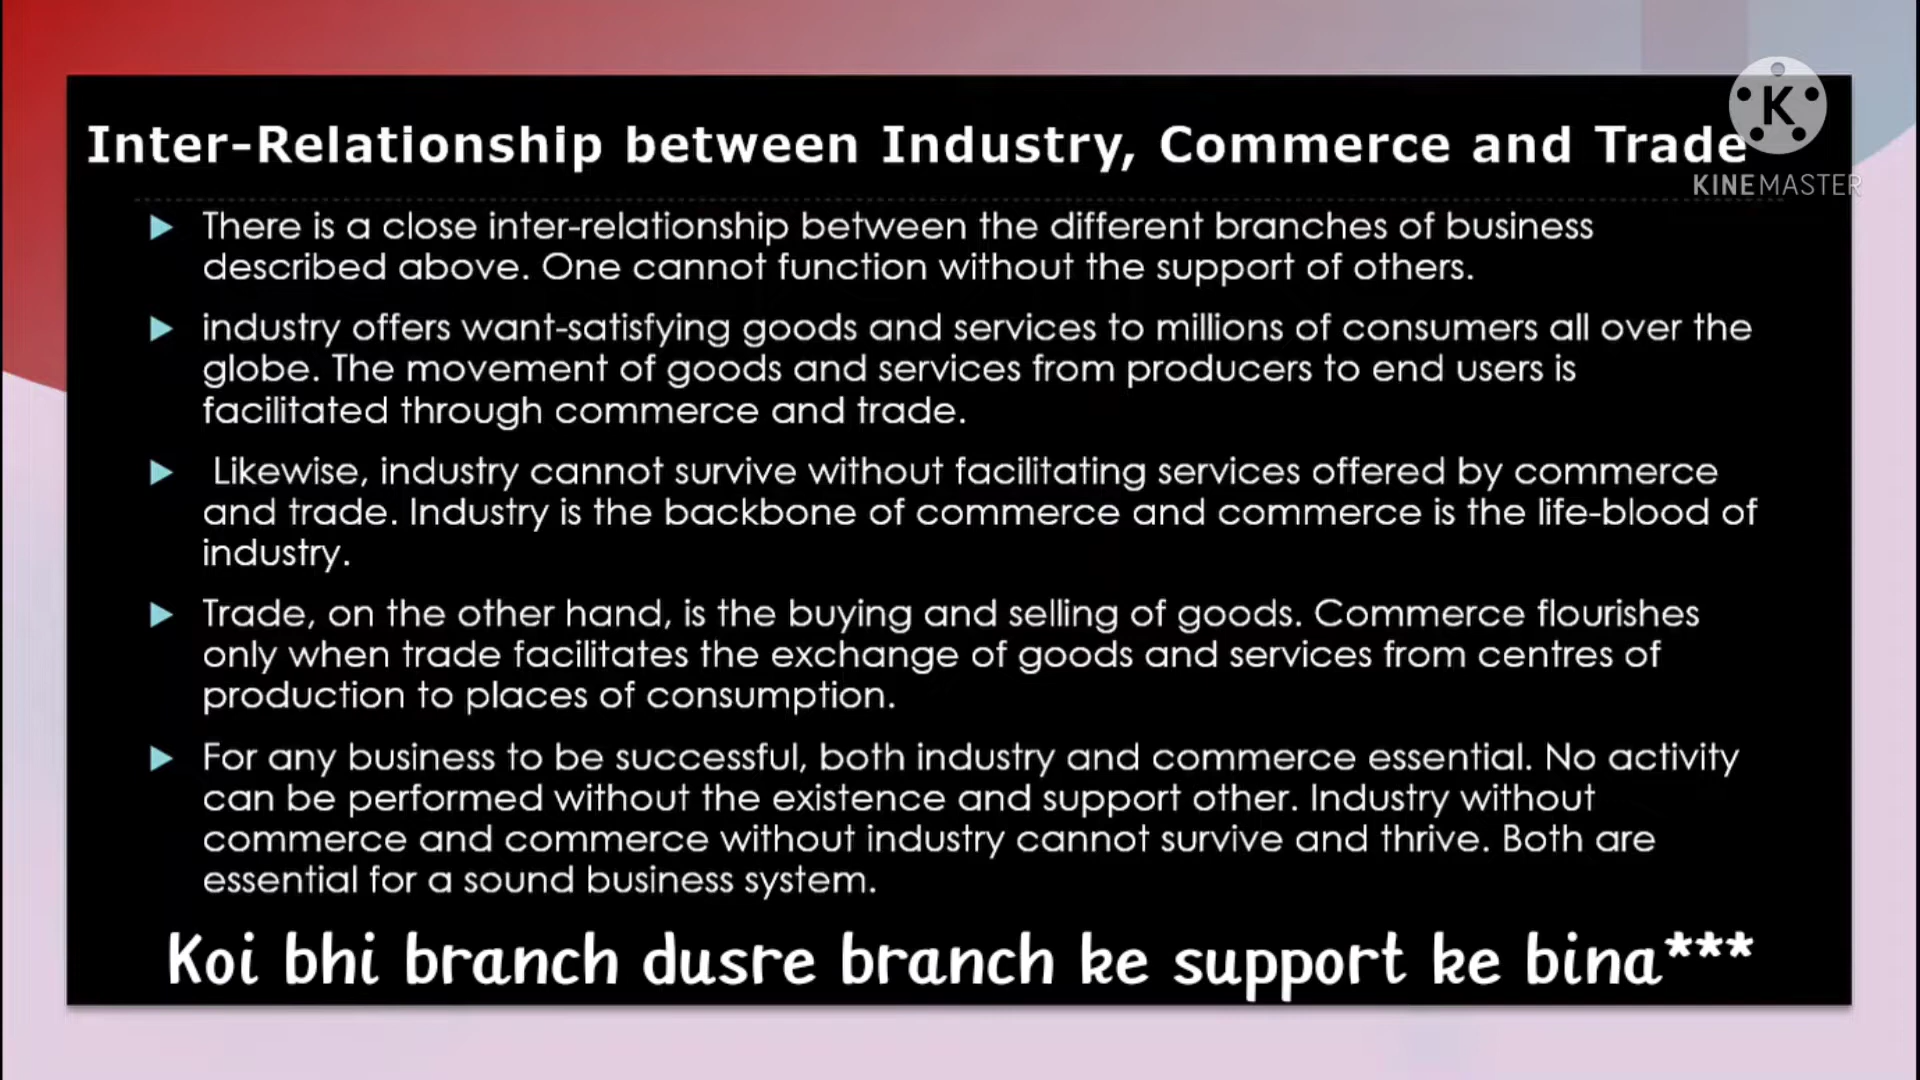 Inter-Relationship between Industry, Commerce and Trade
K
KINEMASTER
There is a close inter-relationship between the different branches of business
described above. One cannot function without the support of others.
industry offers want-satisfying goods and services to millions of consumers all over the
globe. The movement of goods and services from producers to end users is
facilitated through commerce and trade.
Likewise, industry cannot survive without facilitating services offered by commerce
and trade. Industry is the backbone of commerce and commerce is the life-blood of
industry.
Trade, on the other hand, is the buying and selling of goods. Commerce flourishes
only when trade facilitates the exchange of goods and services from centres of
production to places of consumption.
For any business to be successful, both industry and commerce essential. No activity
can be performed without the existence and support other. Industry without
commerce and commerce without industry cannot survive and thrive. Both are
essential for a sound business system.
Koi bhi branch dusre branch ke support ke bina***